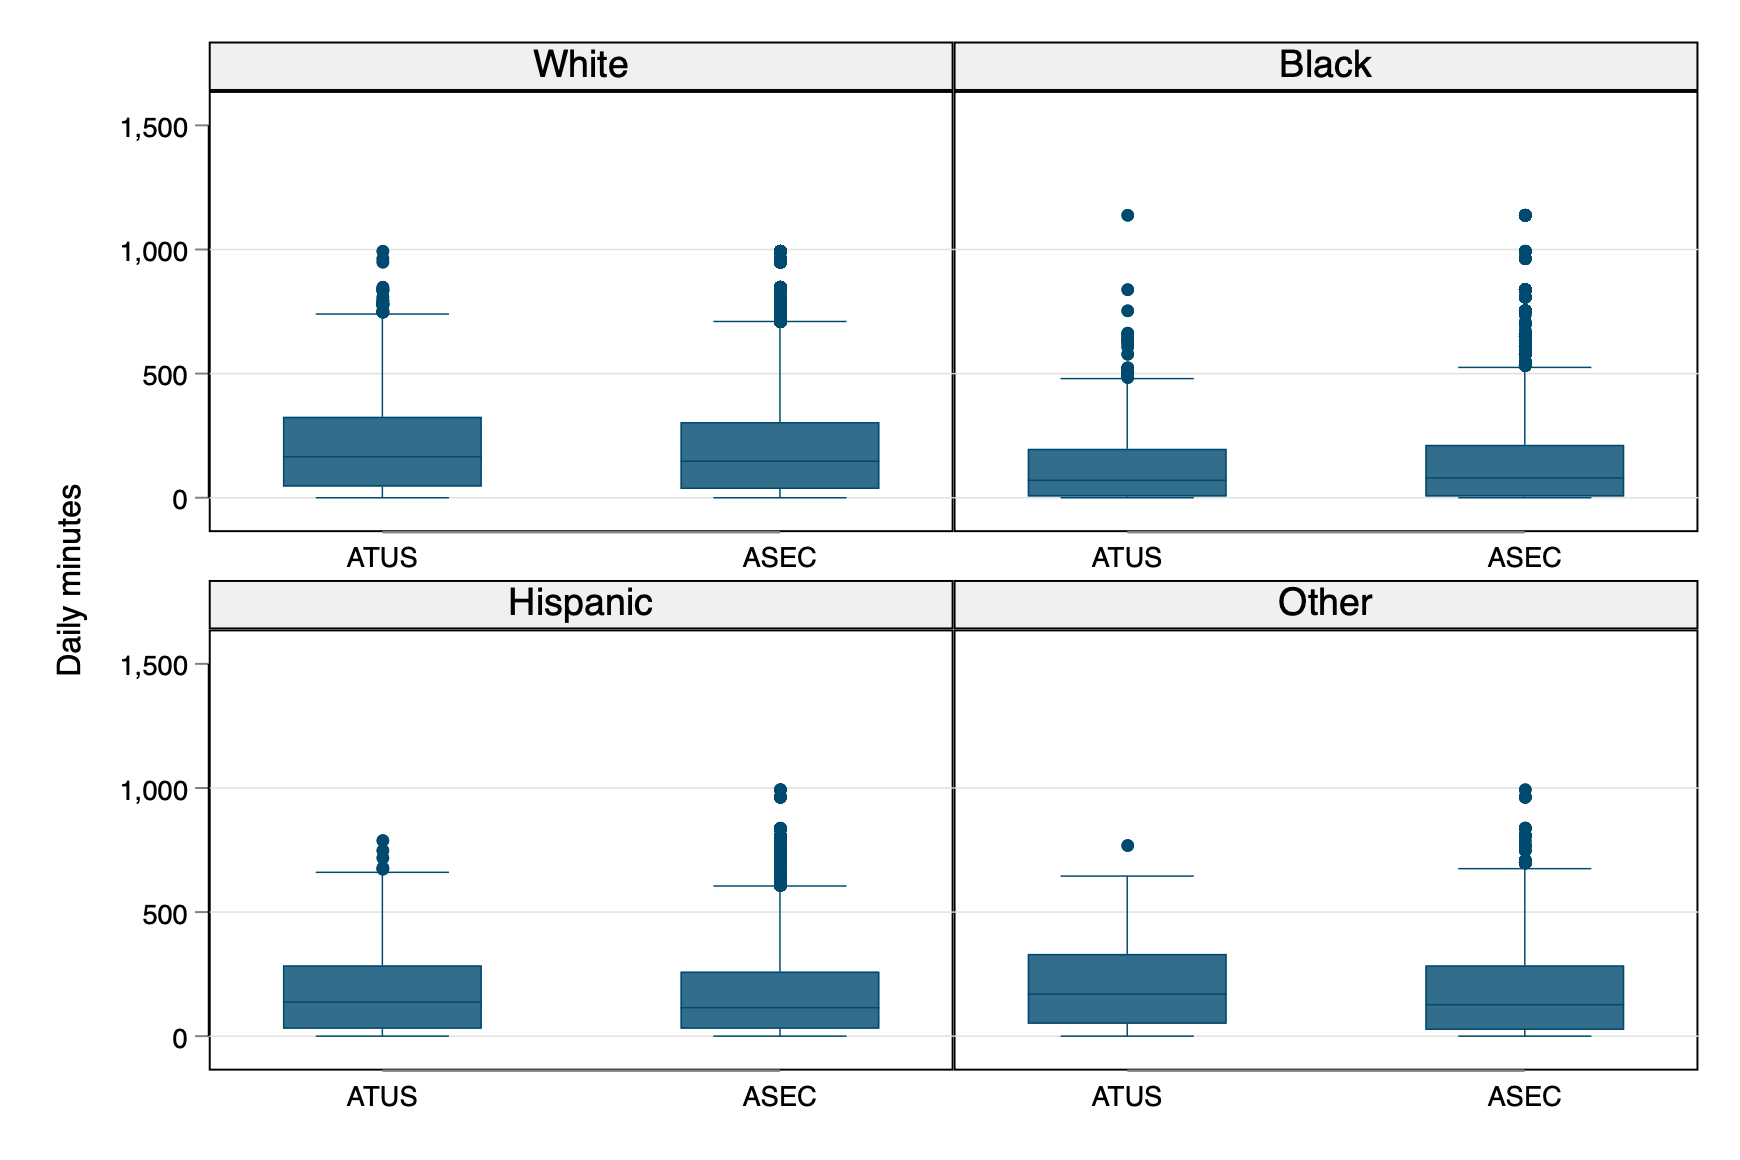 White
Black
1,500
1,000
500
0
ATUS
ASEC
ATUS
ASEC
Daily minutes
Hispanic
Other
1,500
1,000
500
0
ATUS
ASEC
ATUS
ASEC